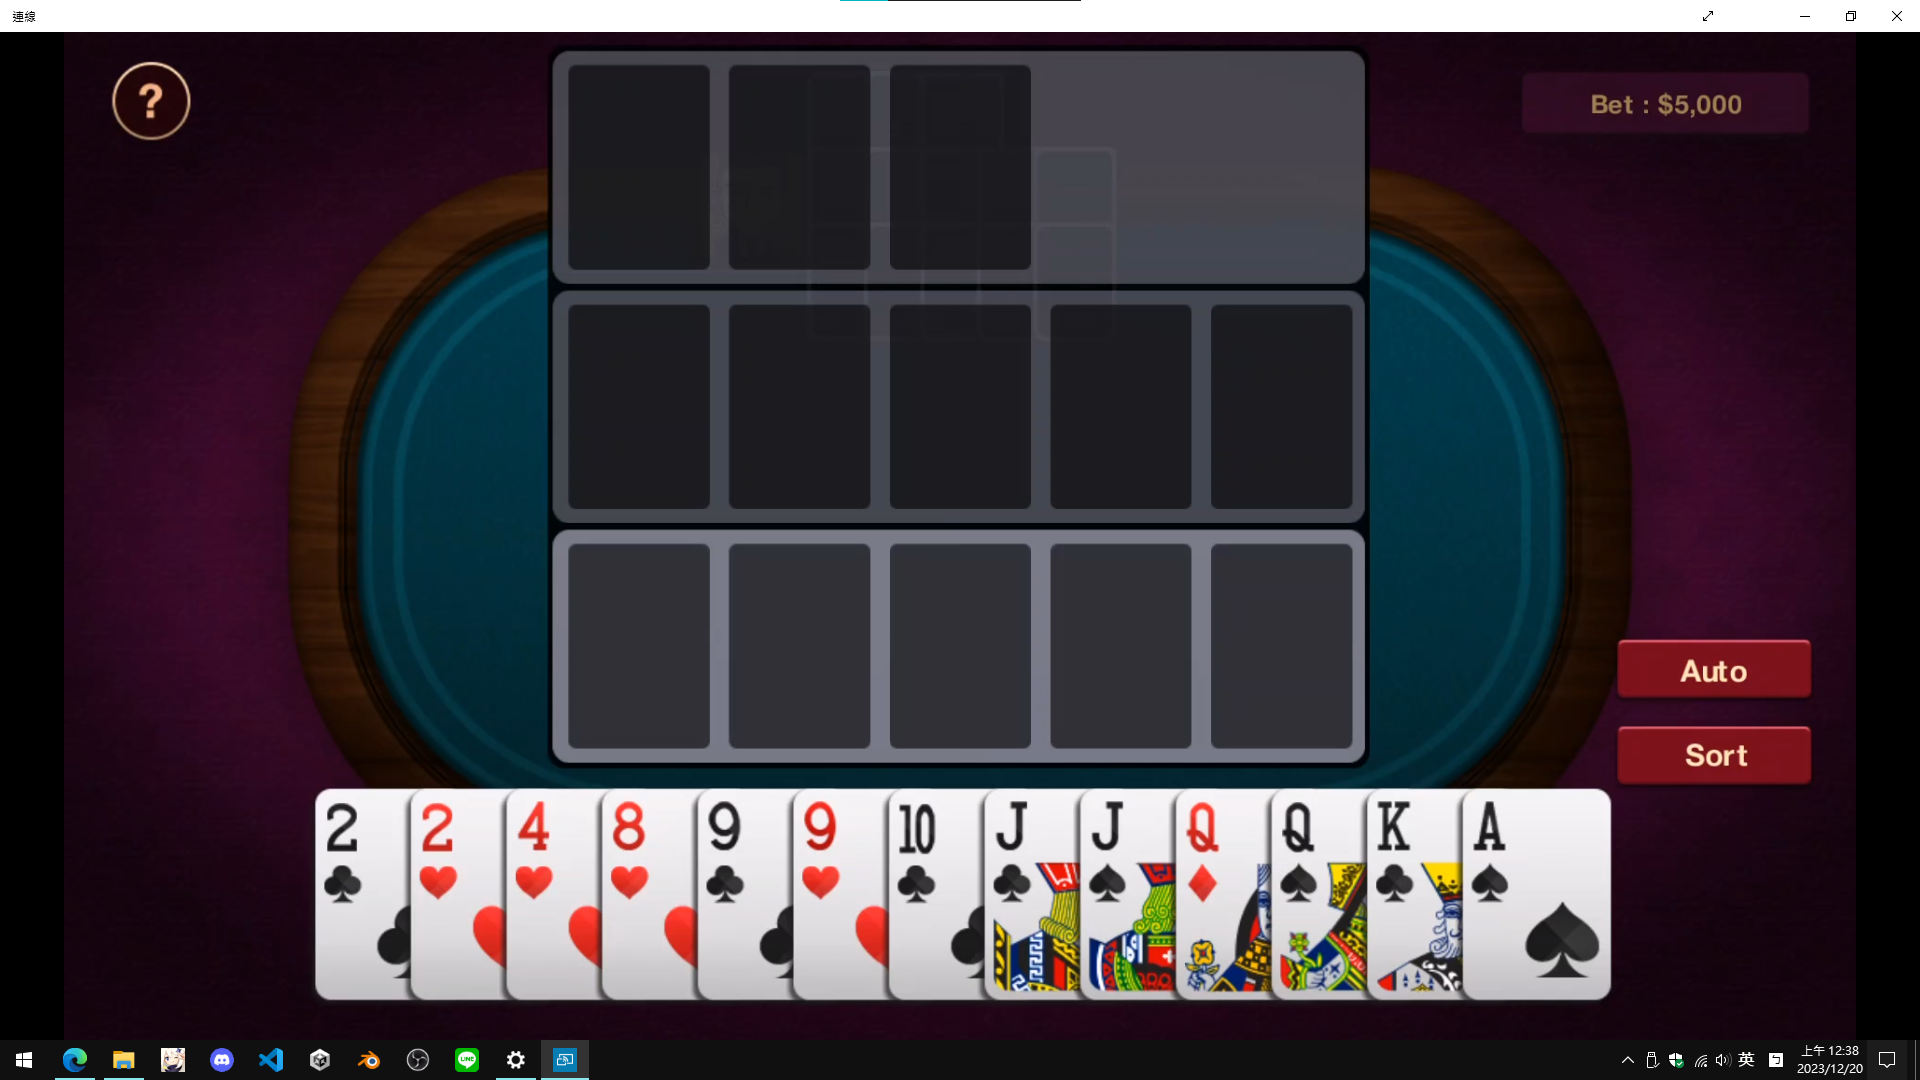 連線
?
Bet : $5,000
Auto
Sort
2 2 4 8 9 9 10 J J Q Q K A
LINE
英
上午 12:38
2023/12/20